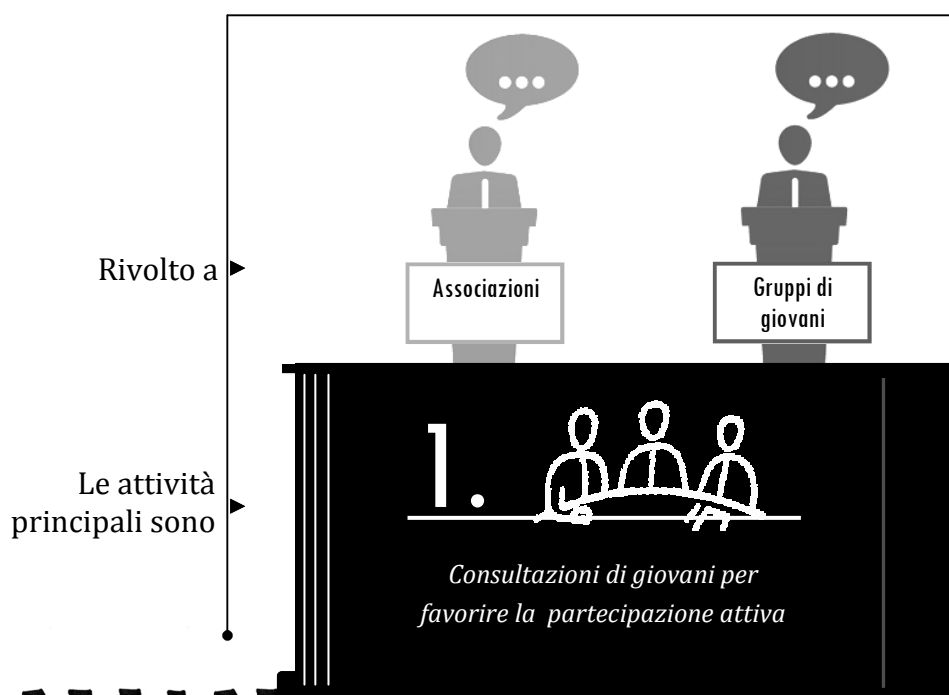 Rivolto a
Associazioni
Gruppi di
giovani
Le attività
principali sono
1.
Consultazioni di giovani per
favorire la partecipazione attiva